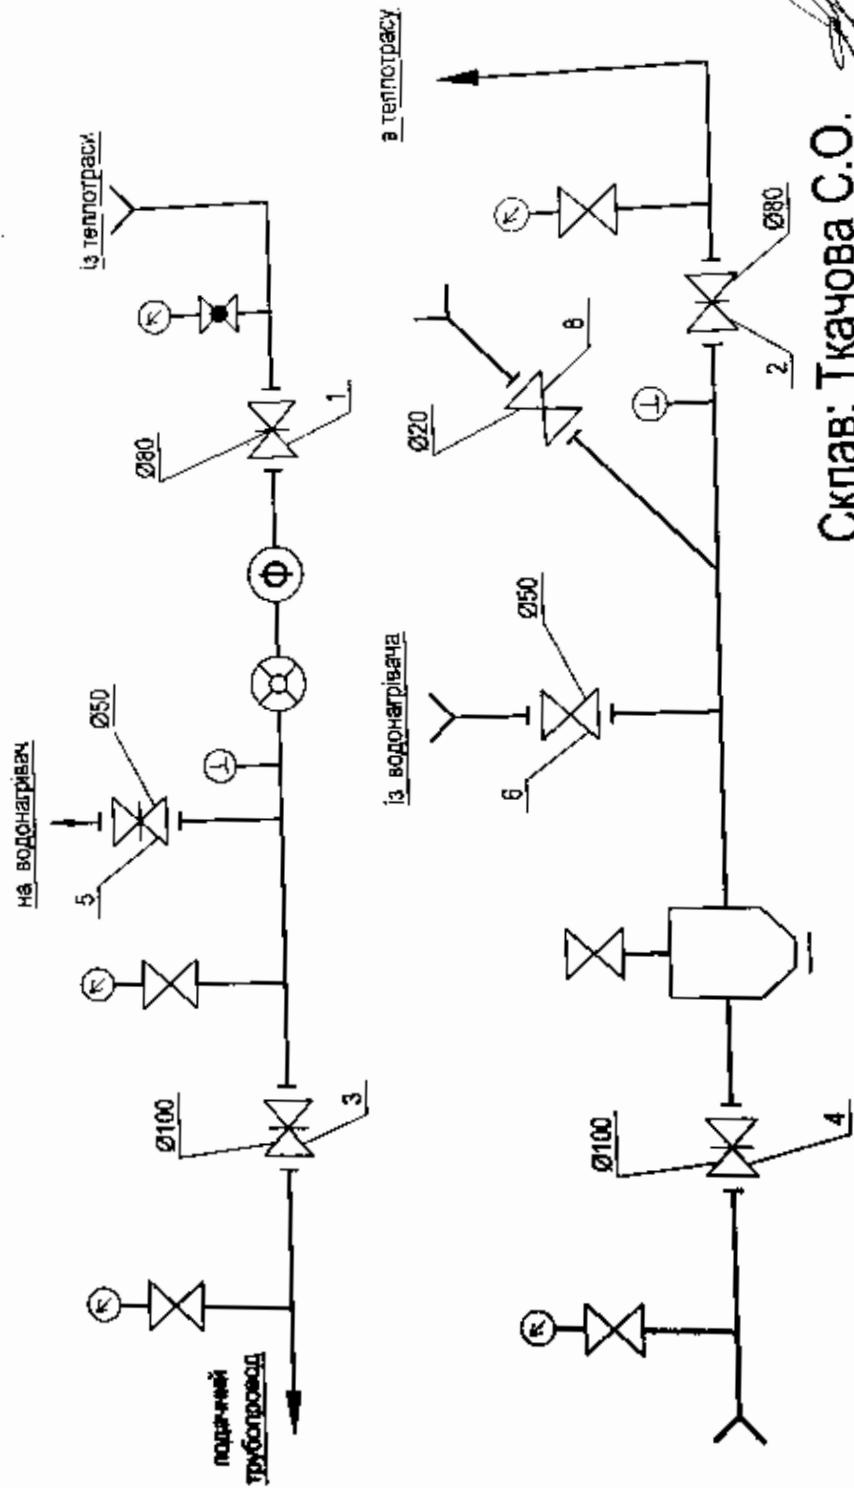 із теплотраси
Ø80
1
на водонагрівач
Ø50
5
Ø100
3
подачний
трубопровод
в теплотрасу
Ø80
2
Ø20
8
із водонагрівача
Ø50
6
Ø100
4
Склав: Ткачова С.О.